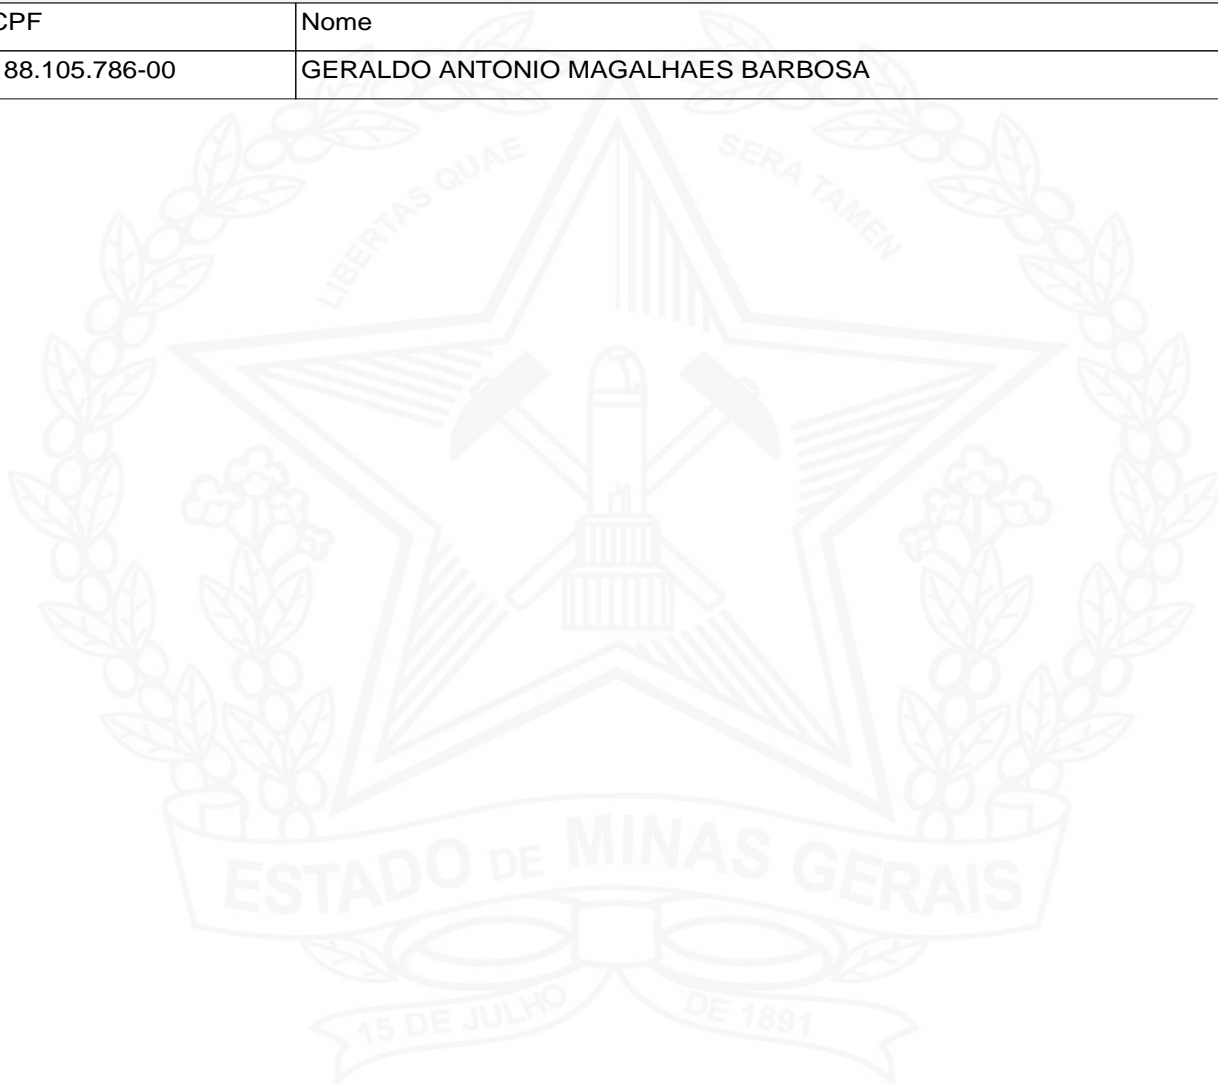 CPF Nome
88.105.786-00 GERALDO ANTONIO MAGALHAES BARBOSA
LIBERTAS QUAE SERA TAMEN
ESTADO DE MINAS GERAIS
15 DE JULHO DE 1891